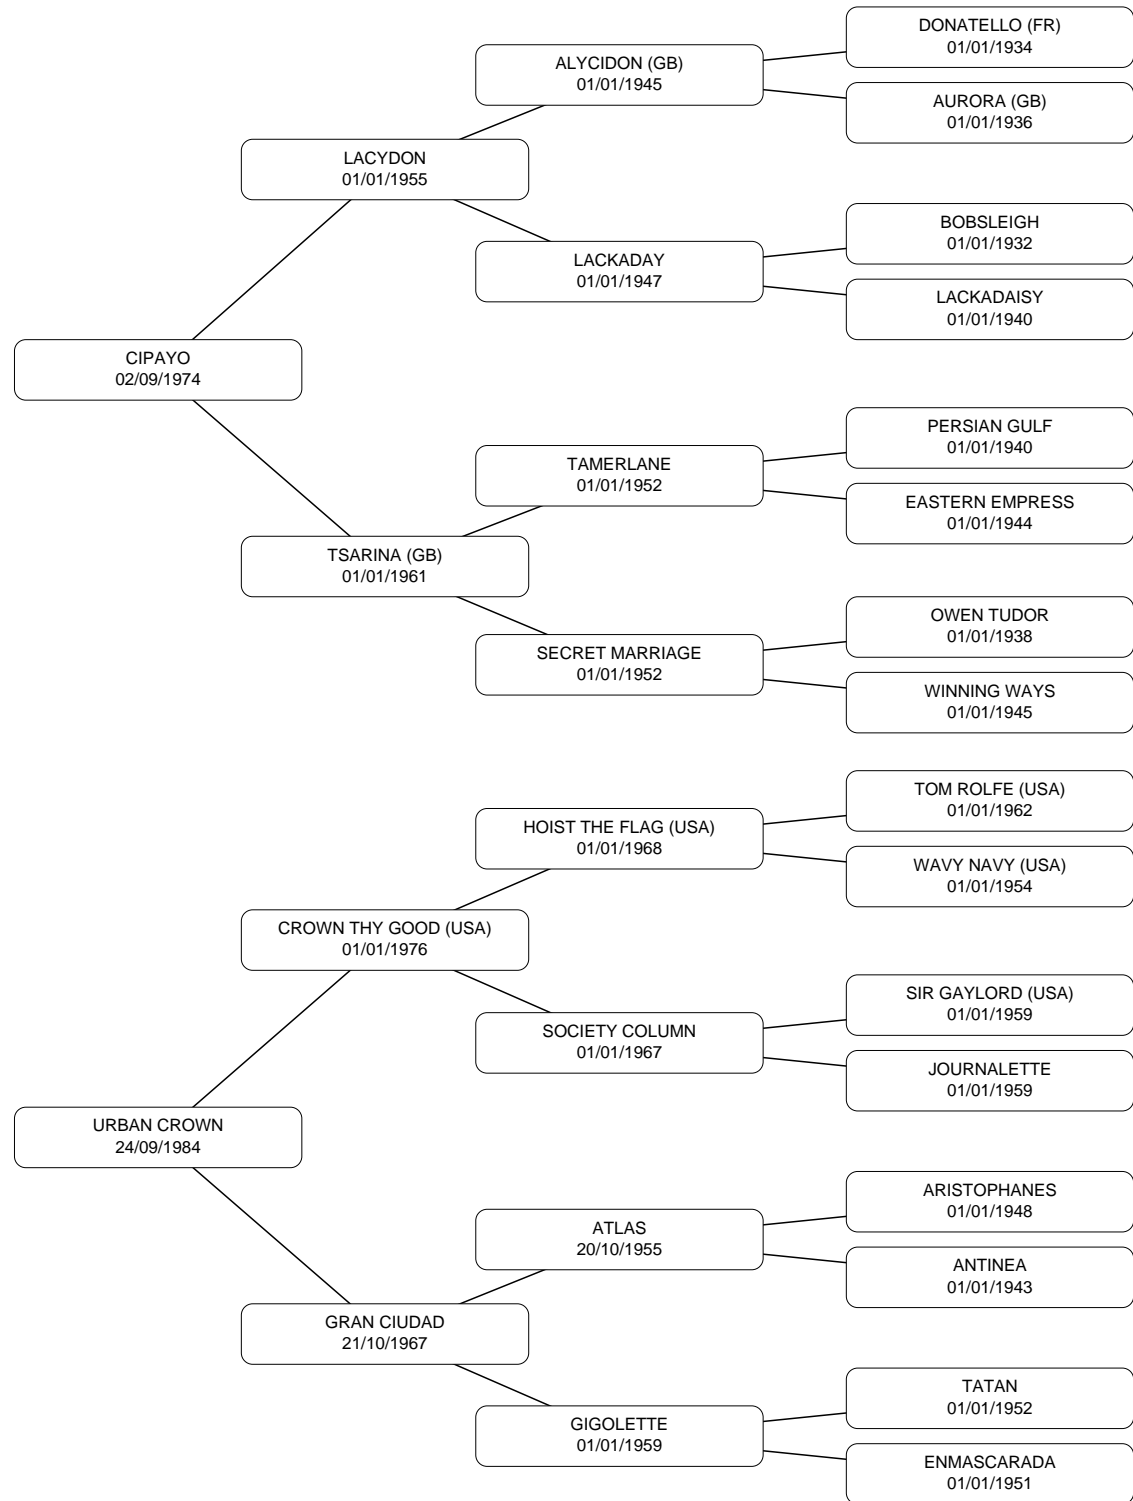 DONATELLO (FR)
01/01/1934
ALYCIDON (GB)
01/01/1945
AURORA (GB)
01/01/1936
LACYDON
01/01/1955
BOBSLEIGH
01/01/1932
LACKADAY
01/01/1947
LACKADAISY
01/01/1940
CIPAYO
02/09/1974
PERSIAN GULF
01/01/1940
TAMERLANE
01/01/1952
EASTERN EMPRESS
01/01/1944
TSARINA (GB)
01/01/1961
OWEN TUDOR
01/01/1938
SECRET MARRIAGE
01/01/1952
WINNING WAYS
01/01/1945
TOM ROLFE (USA)
01/01/1962
HOIST THE FLAG (USA)
01/01/1968
WAVY NAVY (USA)
01/01/1954
CROWN THY GOOD (USA)
01/01/1976
SIR GAYLORD (USA)
01/01/1959
SOCIETY COLUMN
01/01/1967
JOURNALETTE
01/01/1959
URBAN CROWN
24/09/1984
ARISTOPHANES
01/01/1948
ATLAS
20/10/1955
ANTINEA
01/01/1943
GRAN CIUDAD
21/10/1967
TATAN
01/01/1952
GIGOLETTE
01/01/1959
ENMASCARADA
01/01/1951